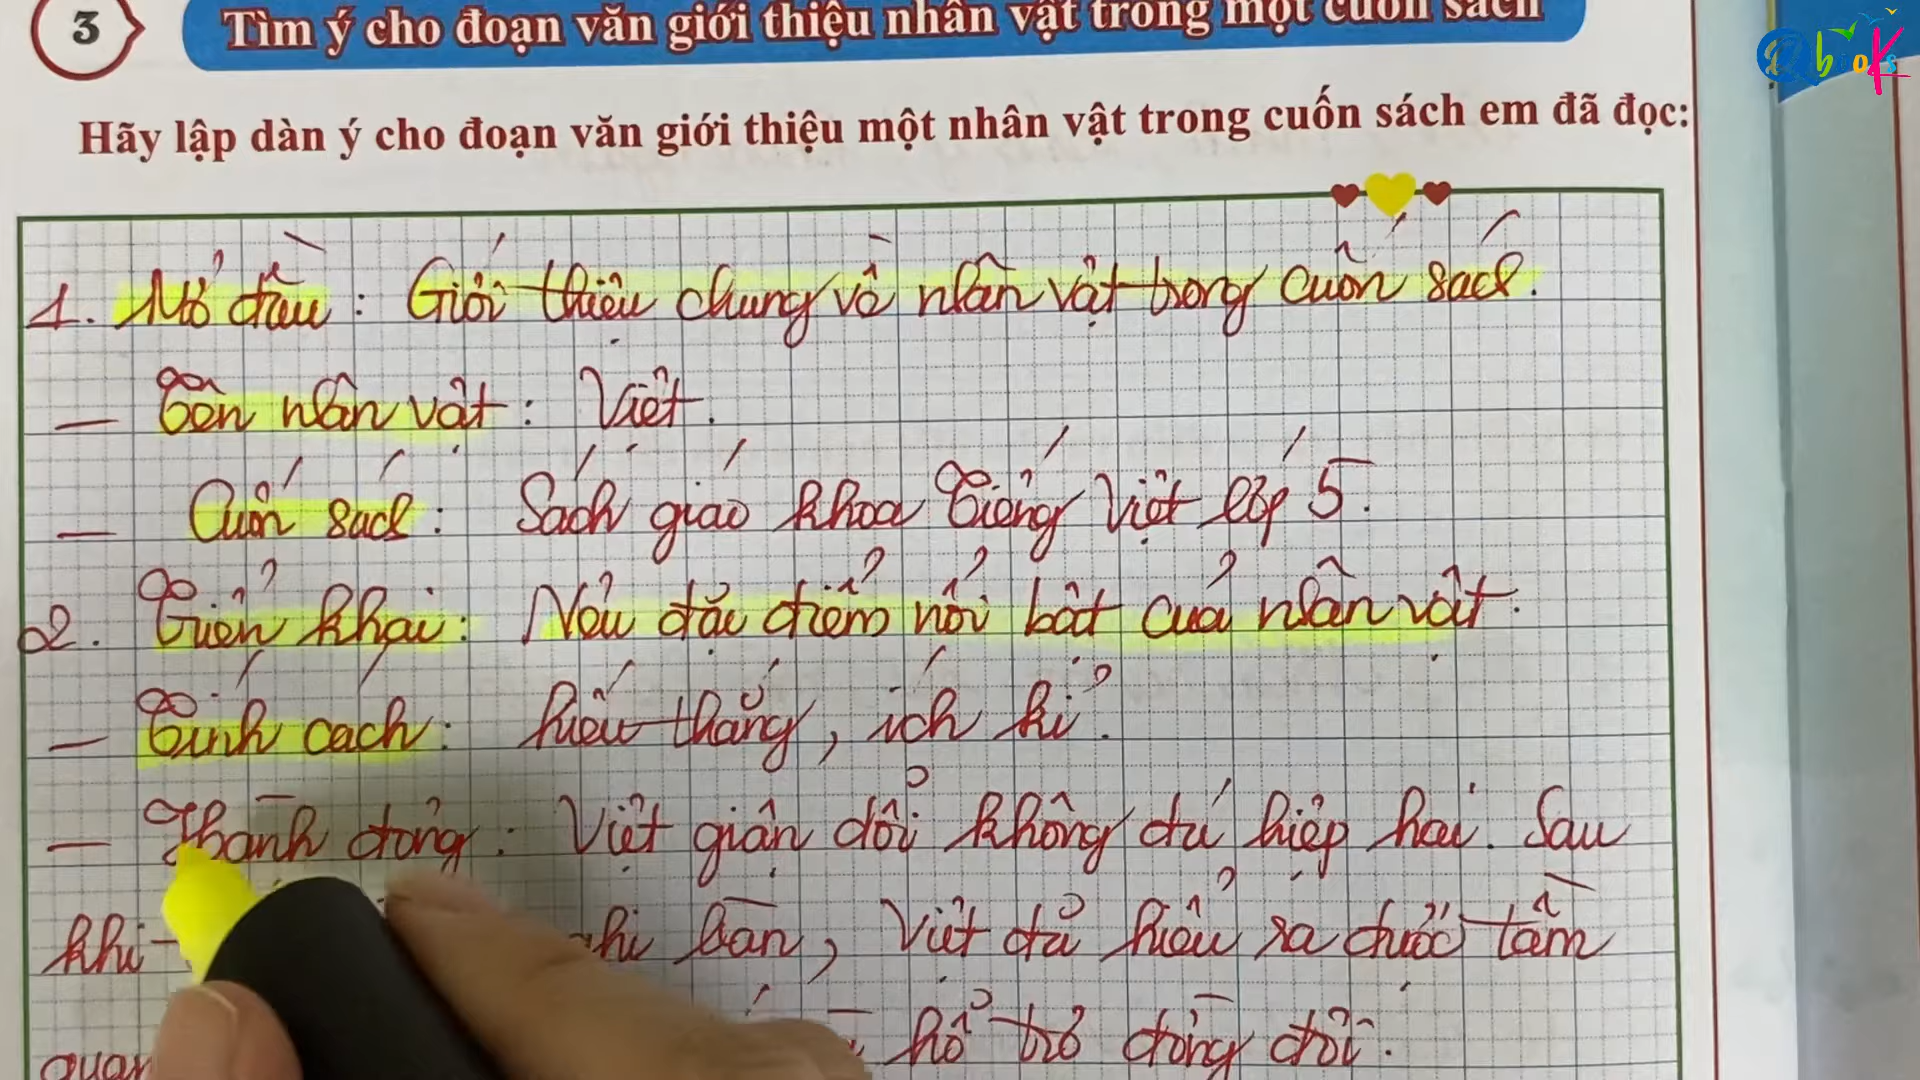 3
Tìm ý cho đoạn văn giới thiệu nhân vật trong một cuốn sách
Books
Hãy lập dàn ý cho đoạn văn giới thiệu một nhân vật trong cuốn sách em đã đọc:
1. Mở đầu: Giới thiệu chung về nhân vật trong cuốn sách.
– Tên nhân vật: Việt.
– Cuốn sách: Sách giáo khoa Tiếng Việt lớp 5.
2. Triển khai: Nêu đặc điểm nổi bật của nhân vật.
– Tính cách: hiếu thắng, ích kỉ.
– Hành động: Việt giận dỗi không dự hiệp hai. Sau
khi bàn, Việt đã hiểu ra được tầm
quan hỗ trợ đồng đội.